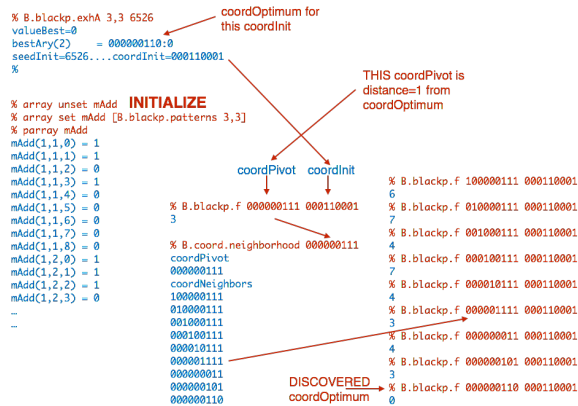 % B.blackp.exhA 3,3 6526
valueBest=0
bestAry(2)    = 000000110:0
seedInit=6526....coordInit=000110001
%
coordOptimum for
this coordInit
THIS coordPivot is
distance=1 from
coordOptimum
% array unset mAdd INITIALIZE
% array set mAdd [B.blackp.patterns 3,3]
% parray mAdd
mAdd(1,1,0) = 1
mAdd(1,1,1) = 1
mAdd(1,1,2) = 0
mAdd(1,1,3) = 1
mAdd(1,1,4) = 0
mAdd(1,1,5) = 0
mAdd(1,1,6) = 0
mAdd(1,1,7) = 0
mAdd(1,1,8) = 0
mAdd(1,2,0) = 1
mAdd(1,2,1) = 1
mAdd(1,2,2) = 1
mAdd(1,2,3) = 0
…
…
coordPivot coordInit
% B.blackp.f 000000111 000110001
3
% B.coord.neighborhood 000000111
coordPivot
000000111
coordNeighbors
100000111
010000111
001000111
000100111
000010111
000001111
000000011
000000101
000000110
% B.blackp.f 100000111 000110001
6
% B.blackp.f 010000111 000110001
7
% B.blackp.f 001000111 000110001
4
% B.blackp.f 000100111 000110001
7
% B.blackp.f 000010111 000110001
4
% B.blackp.f 000001111 000110001
3
% B.blackp.f 000000011 000110001
4
% B.blackp.f 000000101 000110001
3
% B.blackp.f 000000110 000110001
0
DISCOVERED
coordOptimum